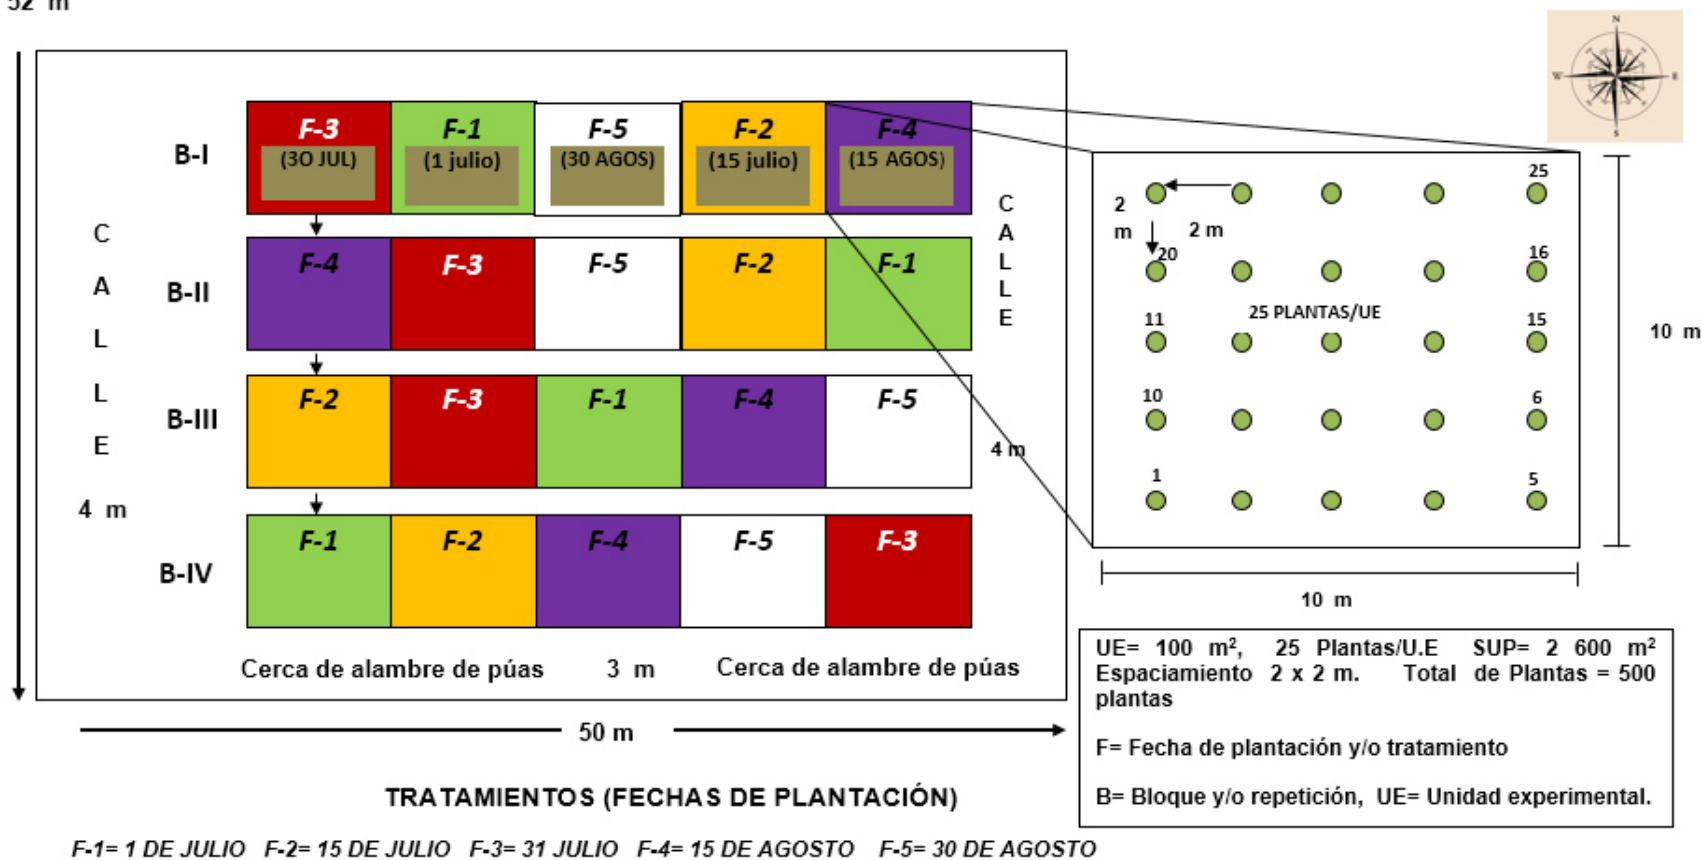 52 m
N
W
E
S
B-I
F-3
(3O JUL)
F-1
(1 julio)
F-5
(30 AGOS)
F-2
(15 julio)
F-4
(15 AGOS)
B-II
F-4
F-3
F-5
F-2
F-1
B-III
F-2
F-3
F-1
F-4
F-5
B-IV
F-1
F-2
F-4
F-5
F-3
C
A
L
L
E
4 m
C
A
L
L
E
4 m
Cerca de alambre de púas 3 m Cerca de alambre de púas
50 m
25
2
m
2 m
20
16
25 PLANTAS/UE
11
15
10
6
1
5
10 m
10 m
UE= 100 m², 25 Plantas/U.E SUP= 2 600 m²
Espaciamiento 2 x 2 m. Total de Plantas = 500
plantas
F= Fecha de plantación y/o tratamiento
B= Bloque y/o repetición, UE= Unidad experimental.
TRATAMIENTOS (FECHAS DE PLANTACIÓN)
F-1= 1 DE JULIO F-2= 15 DE JULIO F-3= 31 JULIO F-4= 15 DE AGOSTO F-5= 30 DE AGOSTO